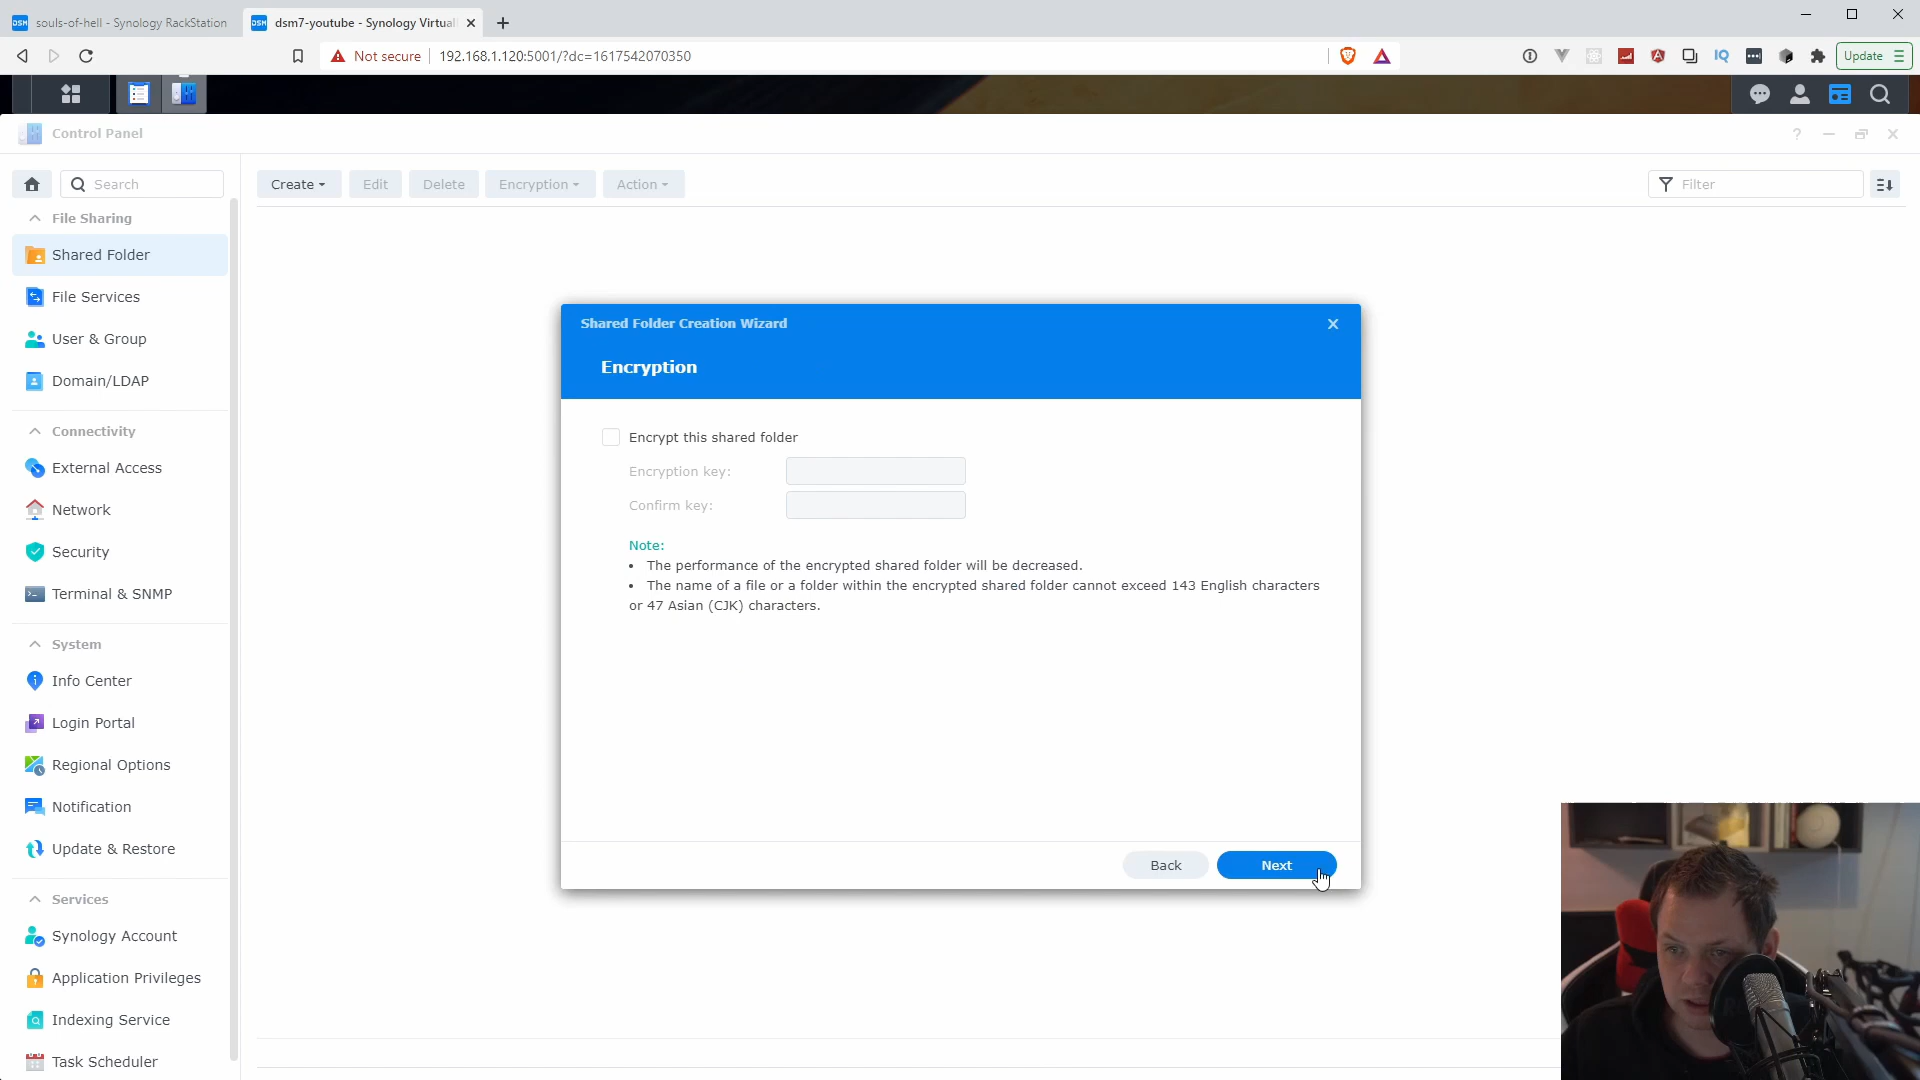 souls-of-hell - Synology RackStation
dsm7-youtube - Synology Virtual
Not secure
192.168.1.120:5001/?dc=1617542070350
Update
Control Panel
Search
Create
Edit
Delete
Encryption
Action
Filter
File Sharing
Shared Folder
File Services
User & Group
Domain/LDAP
Connectivity
External Access
Network
Security
Terminal & SNMP
System
Info Center
Login Portal
Regional Options
Notification
Update & Restore
Services
Synology Account
Application Privileges
Indexing Service
Task Scheduler
Shared Folder Creation Wizard
Encryption
Encrypt this shared folder
Encryption key:
Confirm key:
Note:
• The performance of the encrypted shared folder will be decreased.
• The name of a file or a folder within the encrypted shared folder cannot exceed 143 English characters
or 47 Asian (CJK) characters.
Back
Next